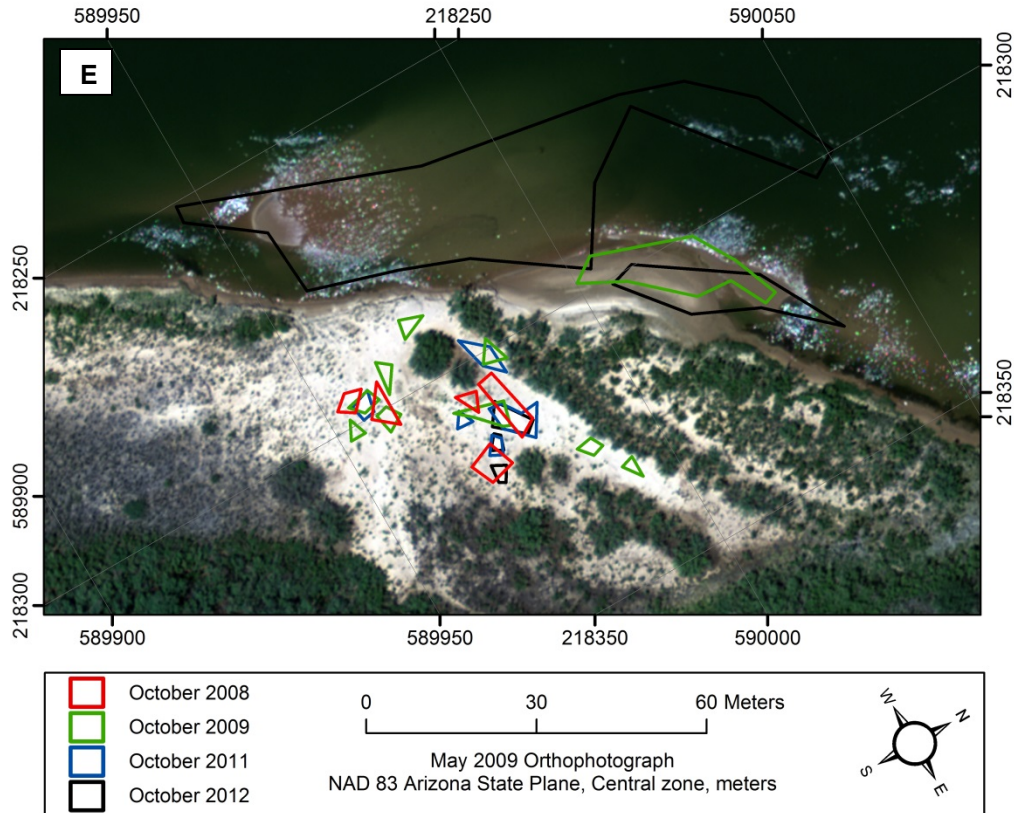 589950 218250 590050
E
218300
218250
218350
589900
218300
589900 589950 218350 590000
October 2008
October 2009
October 2011
October 2012
0 30 60 Meters
May 2009 Orthophotograph
NAD 83 Arizona State Plane, Central zone, meters
W N
S E